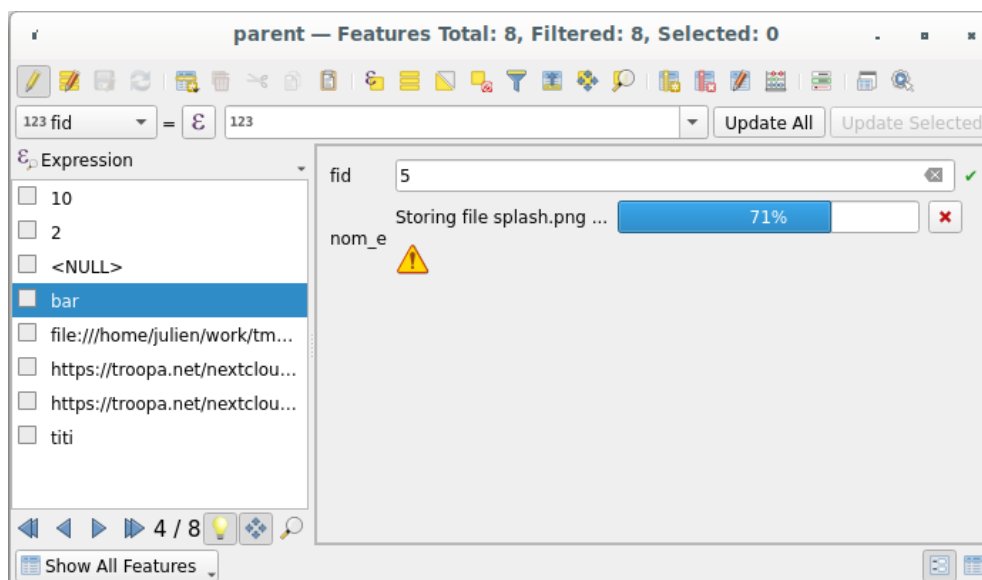 parent — Features Total: 8, Filtered: 8, Selected: 0
123 fid = ε 123 Update All Update Selected
Expression
fid 5
10
Storing file splash.png ... 71%
2
nom_e
<NULL>
bar
file:///home/julien/work/tm...
https://troopa.net/nextclou...
https://troopa.net/nextclou...
titi
4 / 8
Show All Features